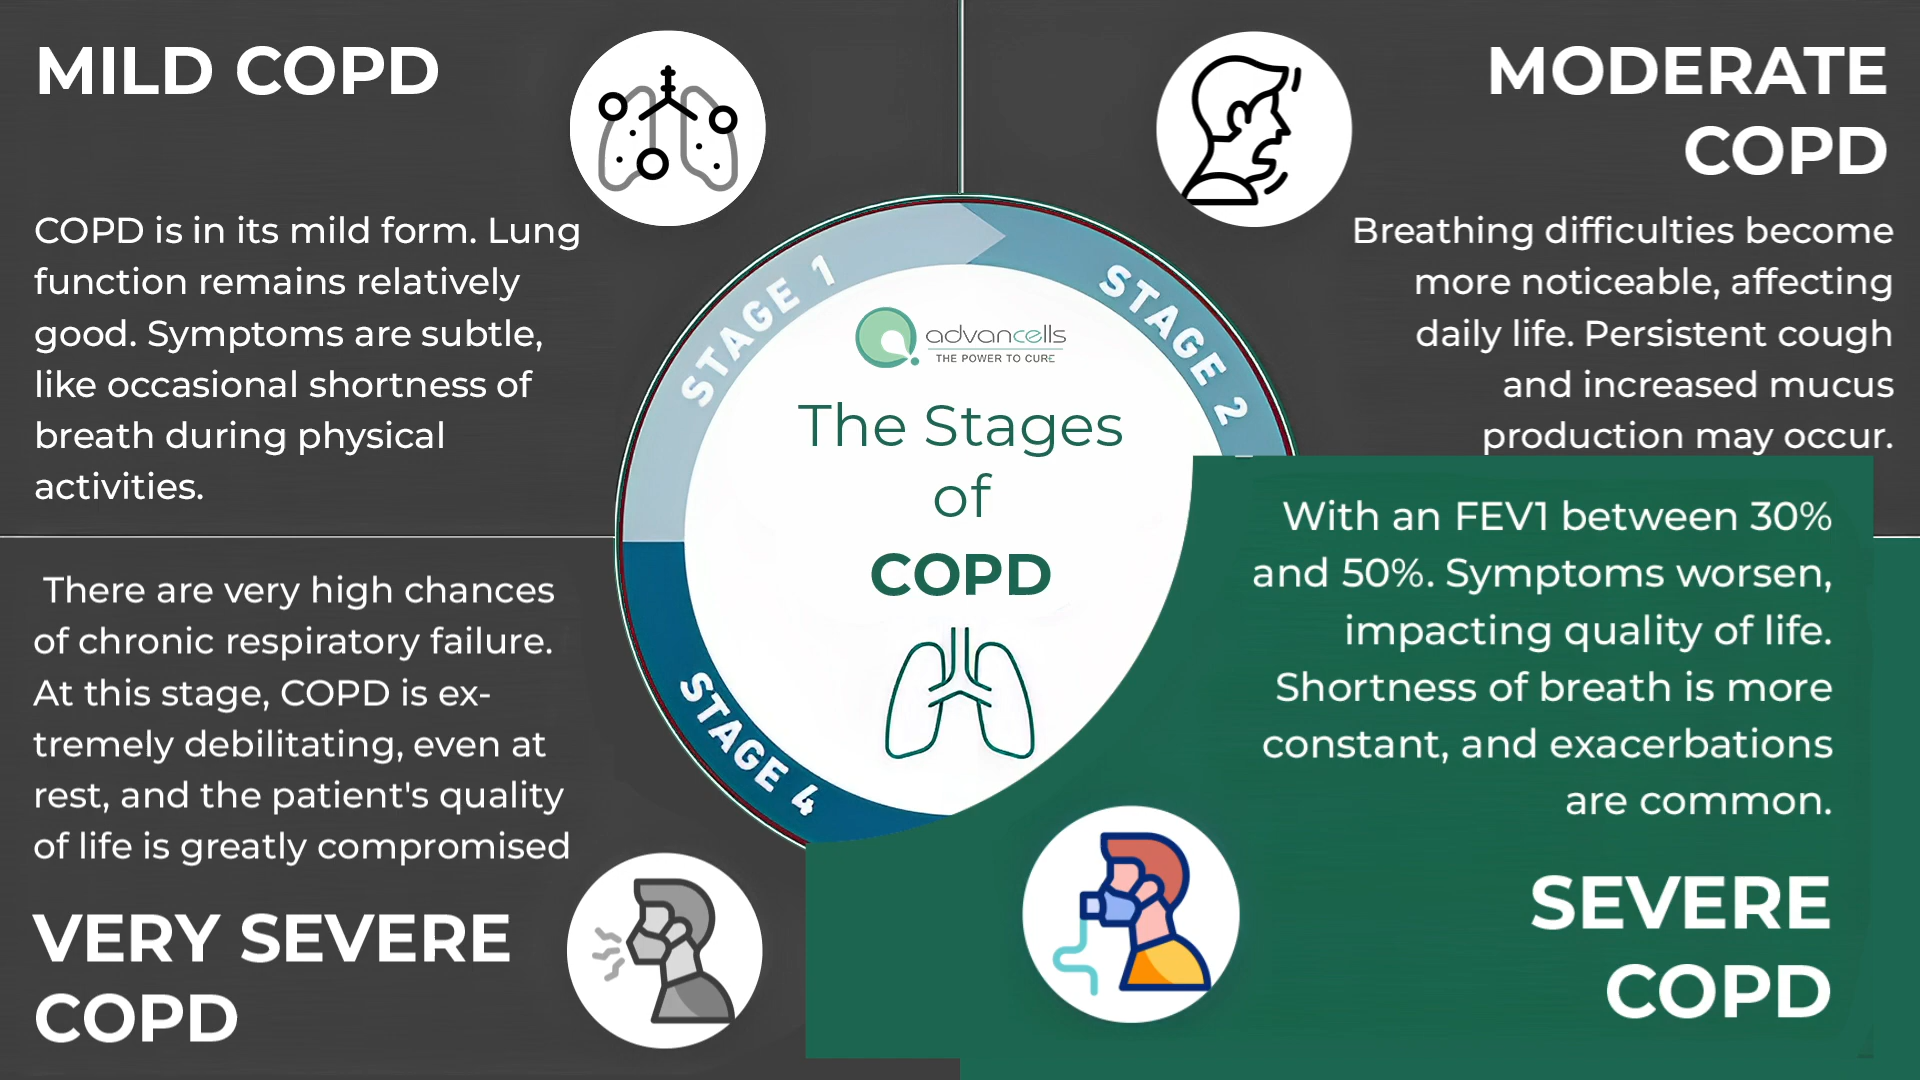 MILD COPD
COPD is in its mild form. Lung
function remains relatively
good. Symptoms are subtle,
like occasional shortness of
breath during physical
activities.
MODERATE
COPD
Breathing difficulties become
more noticeable, affecting
daily life. Persistent cough
and increased mucus
production may occur.
STAGE 1
STAGE 2
advancells
THE POWER TO CURE
The Stages
of
COPD
STAGE 4
There are very high chances
of chronic respiratory failure.
At this stage, COPD is ex-
tremely debilitating, even at
rest, and the patient's quality
of life is greatly compromised
VERY SEVERE
COPD
With an FEV1 between 30%
and 50%. Symptoms worsen,
impacting quality of life.
Shortness of breath is more
constant, and exacerbations
are common.
SEVERE
COPD